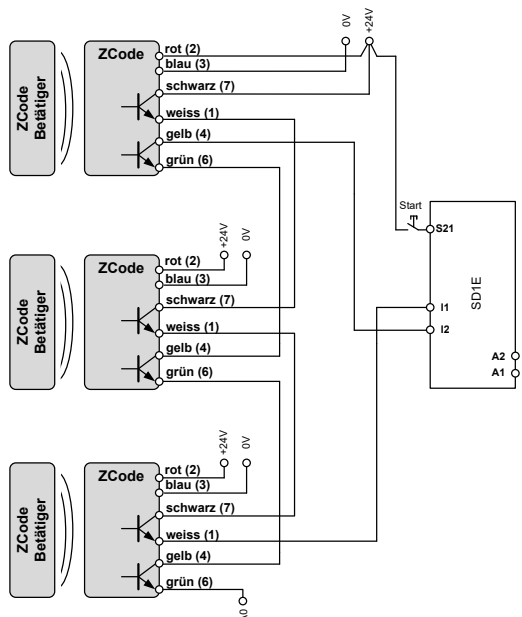 ZCode
Betätiger
ZCode
rot (2)
blau (3)
schwarz (7)
weiss (1)
gelb (4)
grün (6)
0V
+24V
Start
S21
SD1E
I1
I2
A2
A1
ZCode
Betätiger
ZCode
rot (2)
blau (3)
schwarz (7)
weiss (1)
gelb (4)
grün (6)
+24V
0V
ZCode
Betätiger
ZCode
rot (2)
blau (3)
schwarz (7)
weiss (1)
gelb (4)
grün (6)
+24V
0V